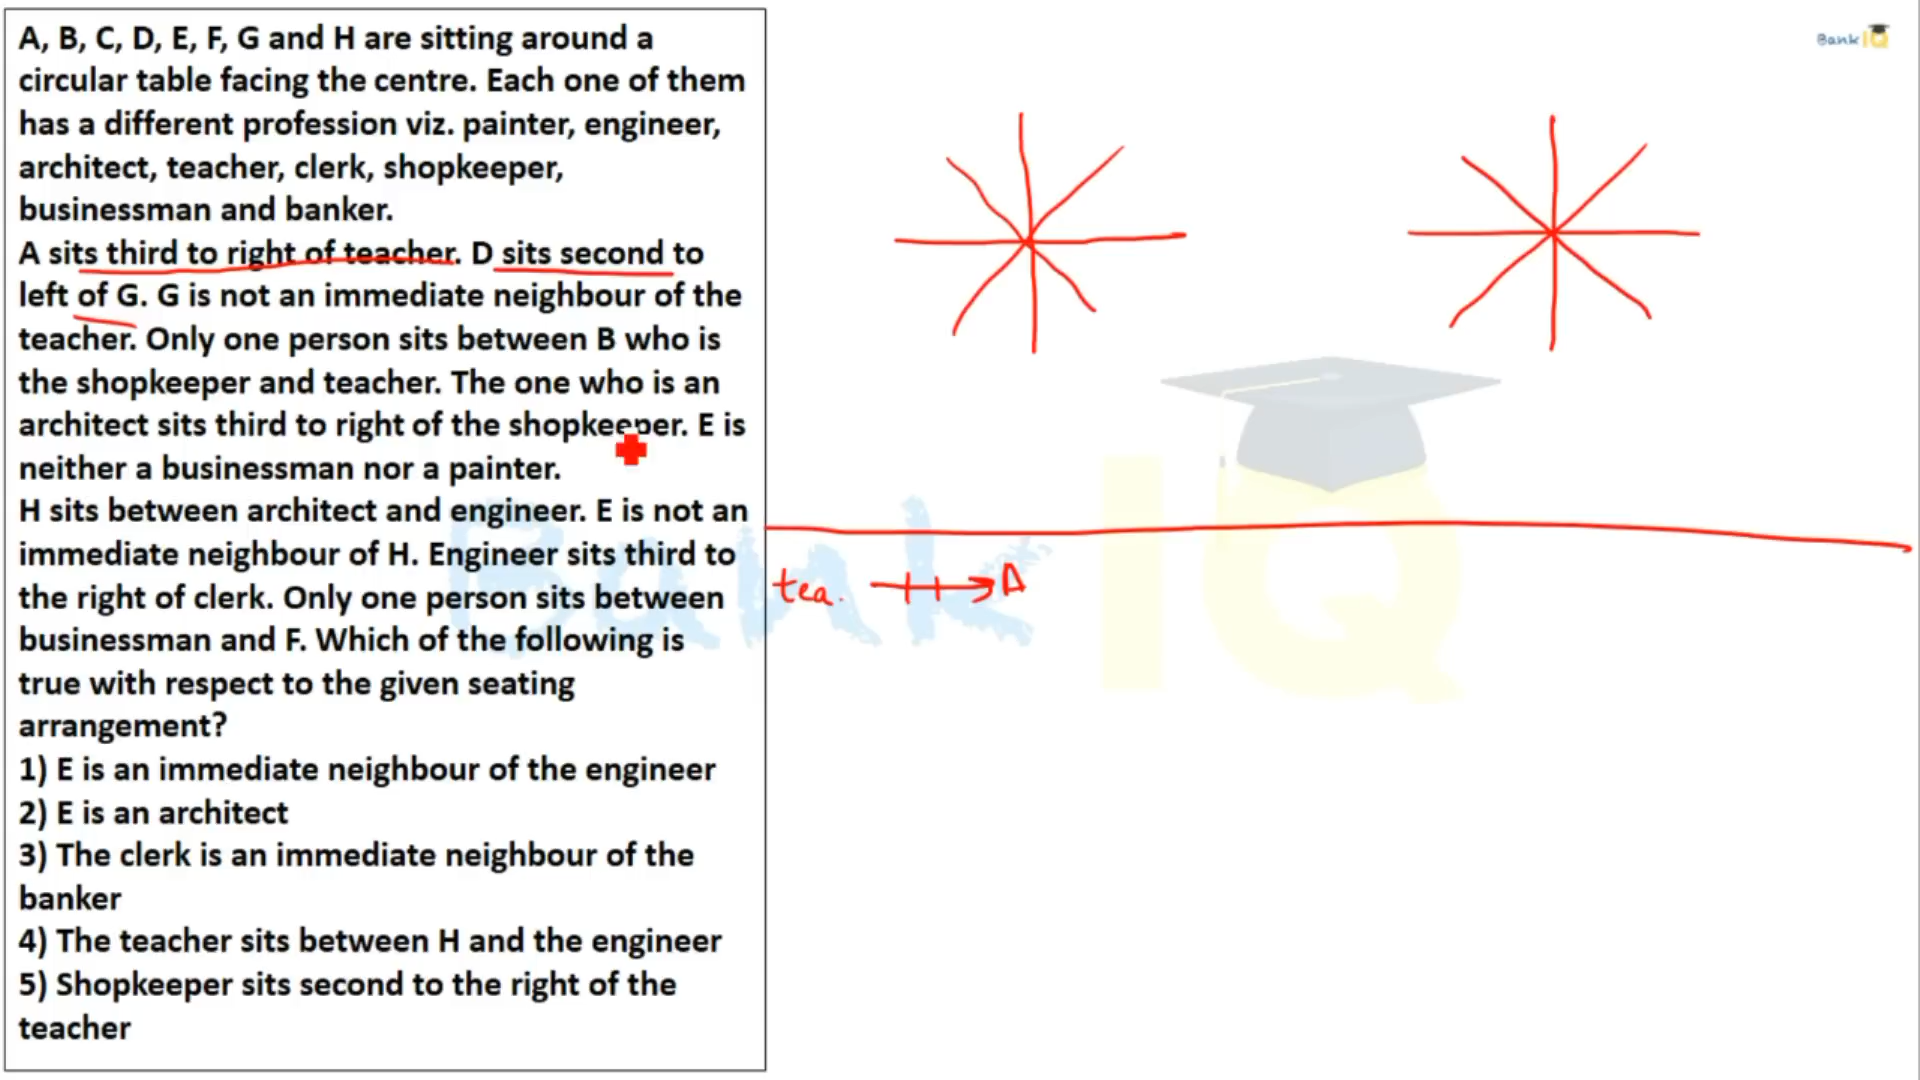 A, B, C, D, E, F, G and H are sitting around a
circular table facing the centre. Each one of them
has a different profession viz. painter, engineer,
architect, teacher, clerk, shopkeeper,
businessman and banker.
A sits third to right of teacher. D sits second to
left of G. G is not an immediate neighbour of the
teacher. Only one person sits between B who is
the shopkeeper and teacher. The one who is an
architect sits third to right of the shopkeeper. E is
neither a businessman nor a painter.
H sits between architect and engineer. E is not an
immediate neighbour of H. Engineer sits third to
the right of clerk. Only one person sits between
businessman and F. Which of the following is
true with respect to the given seating
arrangement?
1) E is an immediate neighbour of the engineer
2) E is an architect
3) The clerk is an immediate neighbour of the
banker
4) The teacher sits between H and the engineer
5) Shopkeeper sits second to the right of the
teacher
Bank IQ
tea. A
Bank IQ